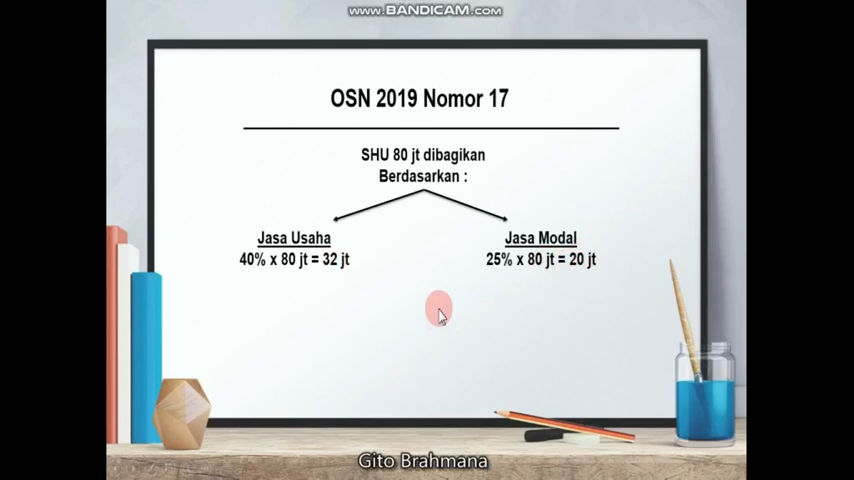 www.BANDICAM.com
OSN 2019 Nomor 17
SHU 80 jt dibagikan
Berdasarkan :
Jasa Usaha
40% x 80 jt = 32 jt
Jasa Modal
25% x 80 jt = 20 jt
Gito Brahmana